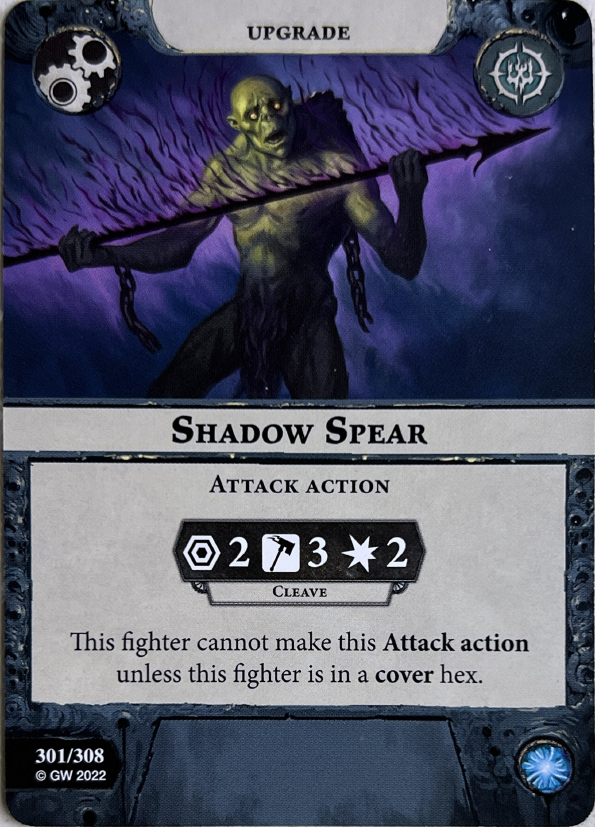 UPGRADE
SHADOW SPEAR
ATTACK ACTION
2 3 2
CLEAVE
This fighter cannot make this Attack action
unless this fighter is in a cover hex.
301/308
© GW 2022